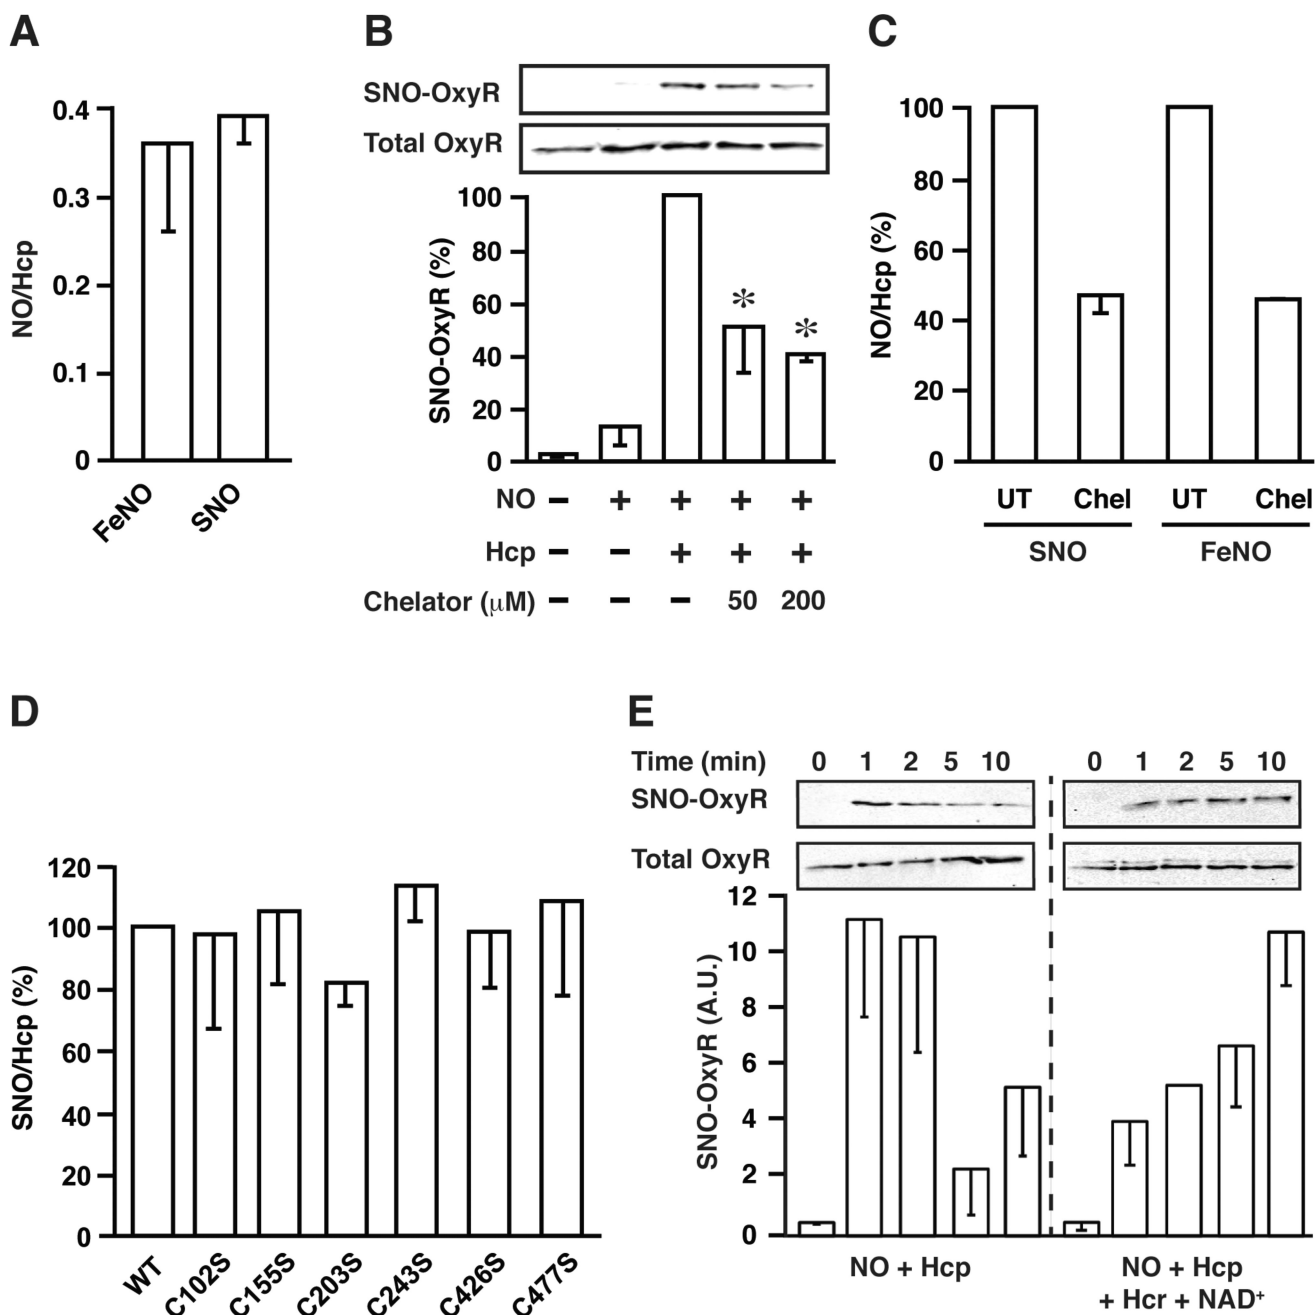 A
NO/Hcp
0.4
0.3
0.2
0.1
0
FeNO SNO
B
SNO-OxyR
Total OxyR
SNO-OxyR (%)
100
80
60
*
*
40
20
0
NO − + + + +
Hcp − − + + +
Chelator (μM) − − − 50 200
C
NO/Hcp (%)
100
80
60
40
20
0
UT Chel UT Chel
SNO FeNO
D
SNO/Hcp (%)
120
100
80
60
40
20
0
WT C102S C155S C203S C243S C426S C477S
E
Time (min) 0 1 2 5 10 0 1 2 5 10
SNO-OxyR
Total OxyR
SNO-OxyR (A.U.)
12
10
8
6
4
2
0
NO + Hcp
NO + Hcp
+ Hcr + NAD⁺